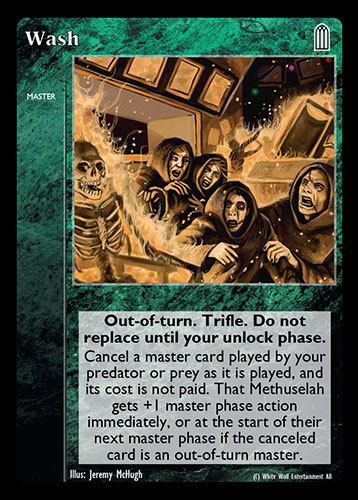 Wash
MASTER
Out-of-turn. Trifle. Do not
replace until your unlock phase.
Cancel a master card played by your
predator or prey as it is played, and
its cost is not paid. That Methuselah
gets +1 master phase action
immediately, or at the start of their
next master phase if the canceled
card is an out-of-turn master.
Illus: Jeremy McHugh
(C) White Wolf Entertainment AB